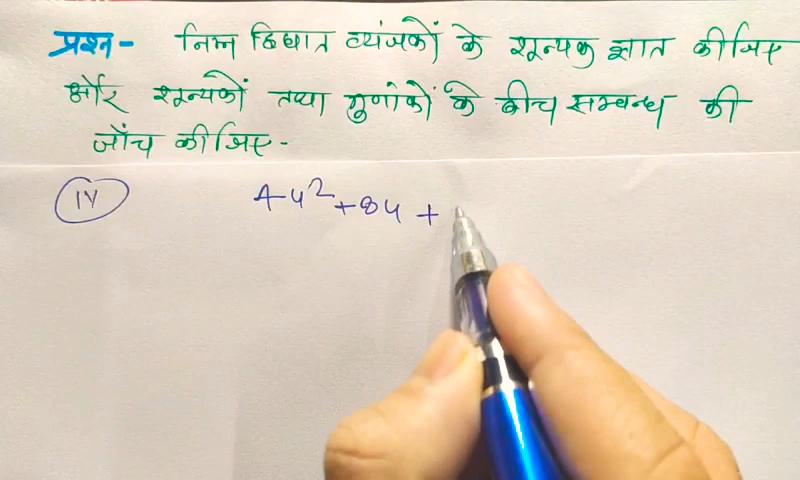 प्रश्न- निम्न द्विघात व्यंजकों के शून्यक ज्ञात कीजिए
और शून्यकों तथा गुणांकों के बीच सम्बन्ध की
जाँच कीजिए-
IV 4u²+8u +